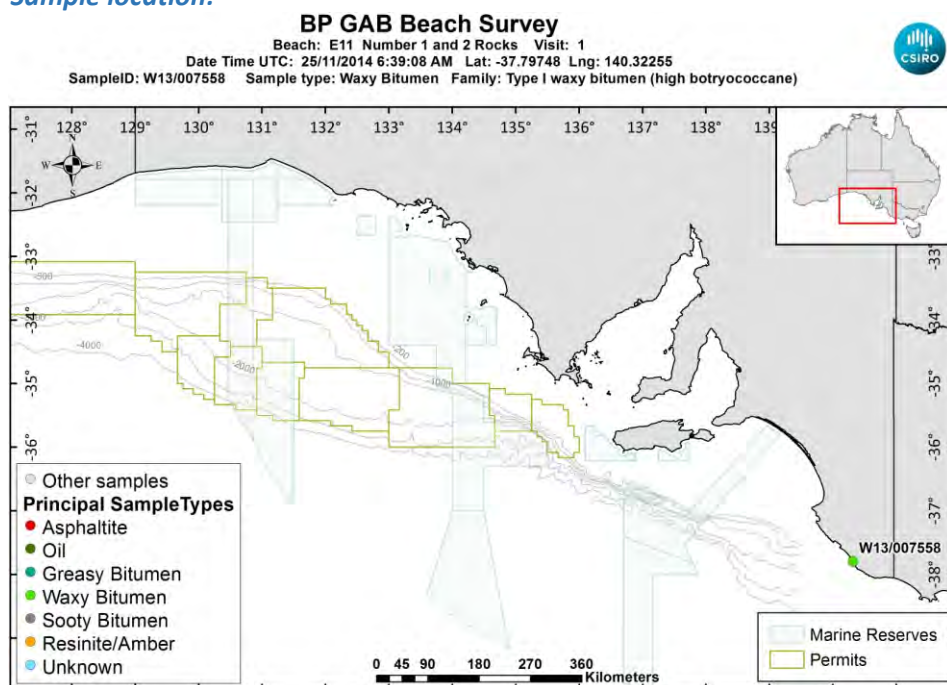 Sample location:
BP GAB Beach Survey
Beach: E11 Number 1 and 2 Rocks Visit: 1
Date Time UTC: 25/11/2014 6:39:08 AM Lat: -37.79748 Lng: 140.32255
SampleID: W13/007558 Sample type: Waxy Bitumen Family: Type I waxy bitumen (high botryococcane)
CSIRO
128° 129° 130° 131° 132° 133° 134° 135° 136° 137° 138° 139
-31°
N
W E
S
-32°
-33°
-34°
-35°
-36°
-37°
-38°
-33°
-34°
-35°
-36°
-37°
-38°
-4000
-2000
-200
-1000
W13/007558
Other samples
Principal SampleTypes
Asphaltite
Oil
Greasy Bitumen
Waxy Bitumen
Sooty Bitumen
Resinite/Amber
Unknown
0 45 90 180 270 360
Kilometers
Marine Reserves
Permits